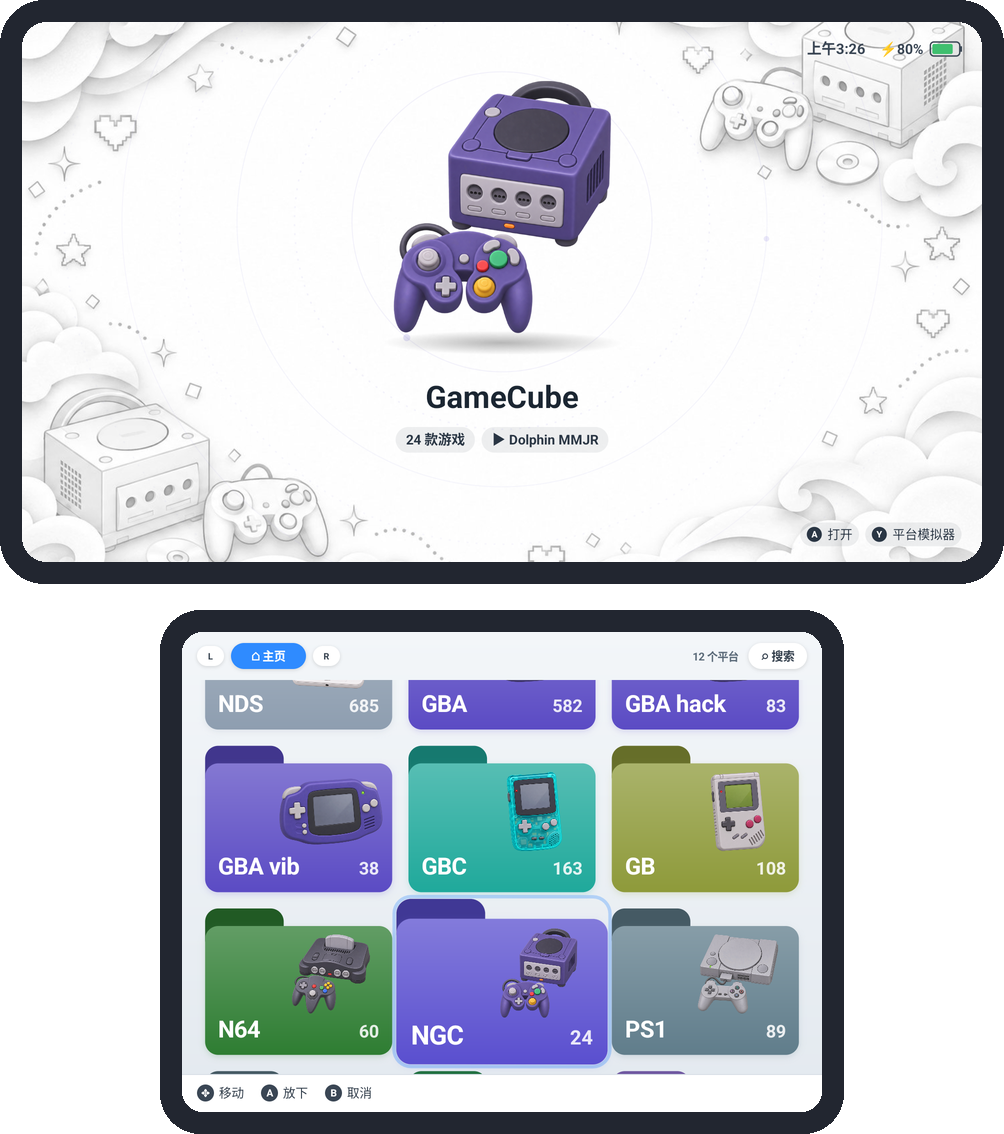 上午3:26 ⚡80%
GameCube
24 款游戏 ▶ Dolphin MMJR
A 打开 Y 平台模拟器
L 主页 R 12 个平台 搜索
NDS 685 GBA 582 GBA hack 83
GBA vib 38 GBC 163 GB 108
N64 60 NGC 24 PS1 89
移动 A 放下 B 取消